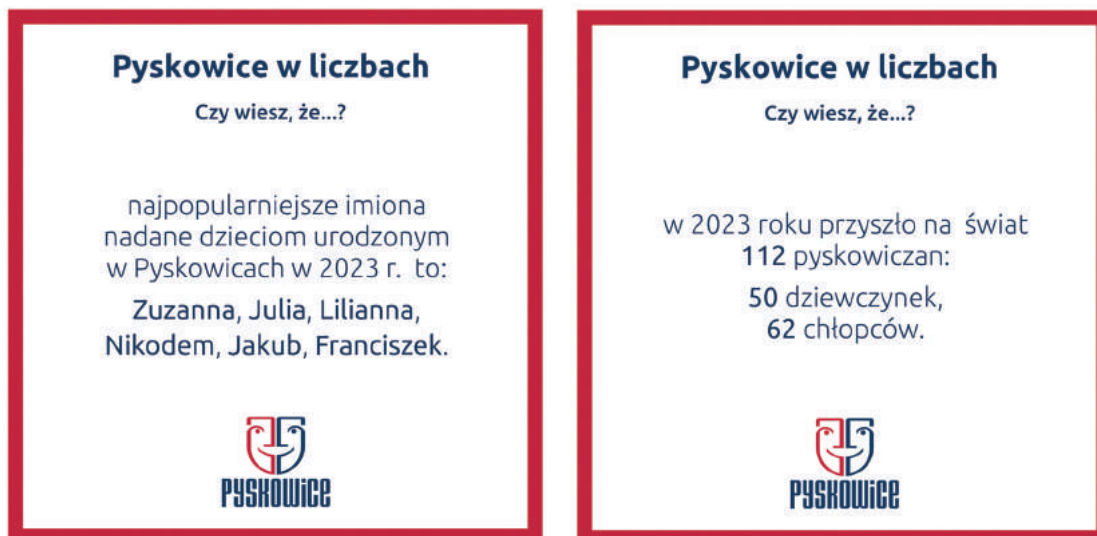 Pyskowice w liczbach
Czy wiesz, że...?
najpopularniejsze imiona
nadane dzieciom urodzonym
w Pyskowicach w 2023 r. to:
Zuzanna, Julia, Lilianna,
Nikodem, Jakub, Franciszek.
PYSKOWiCE
Pyskowice w liczbach
Czy wiesz, że...?
w 2023 roku przyszło na świat
112 pyskowiczan:
50 dziewczynek,
62 chłopców.
PYSKOWiCE